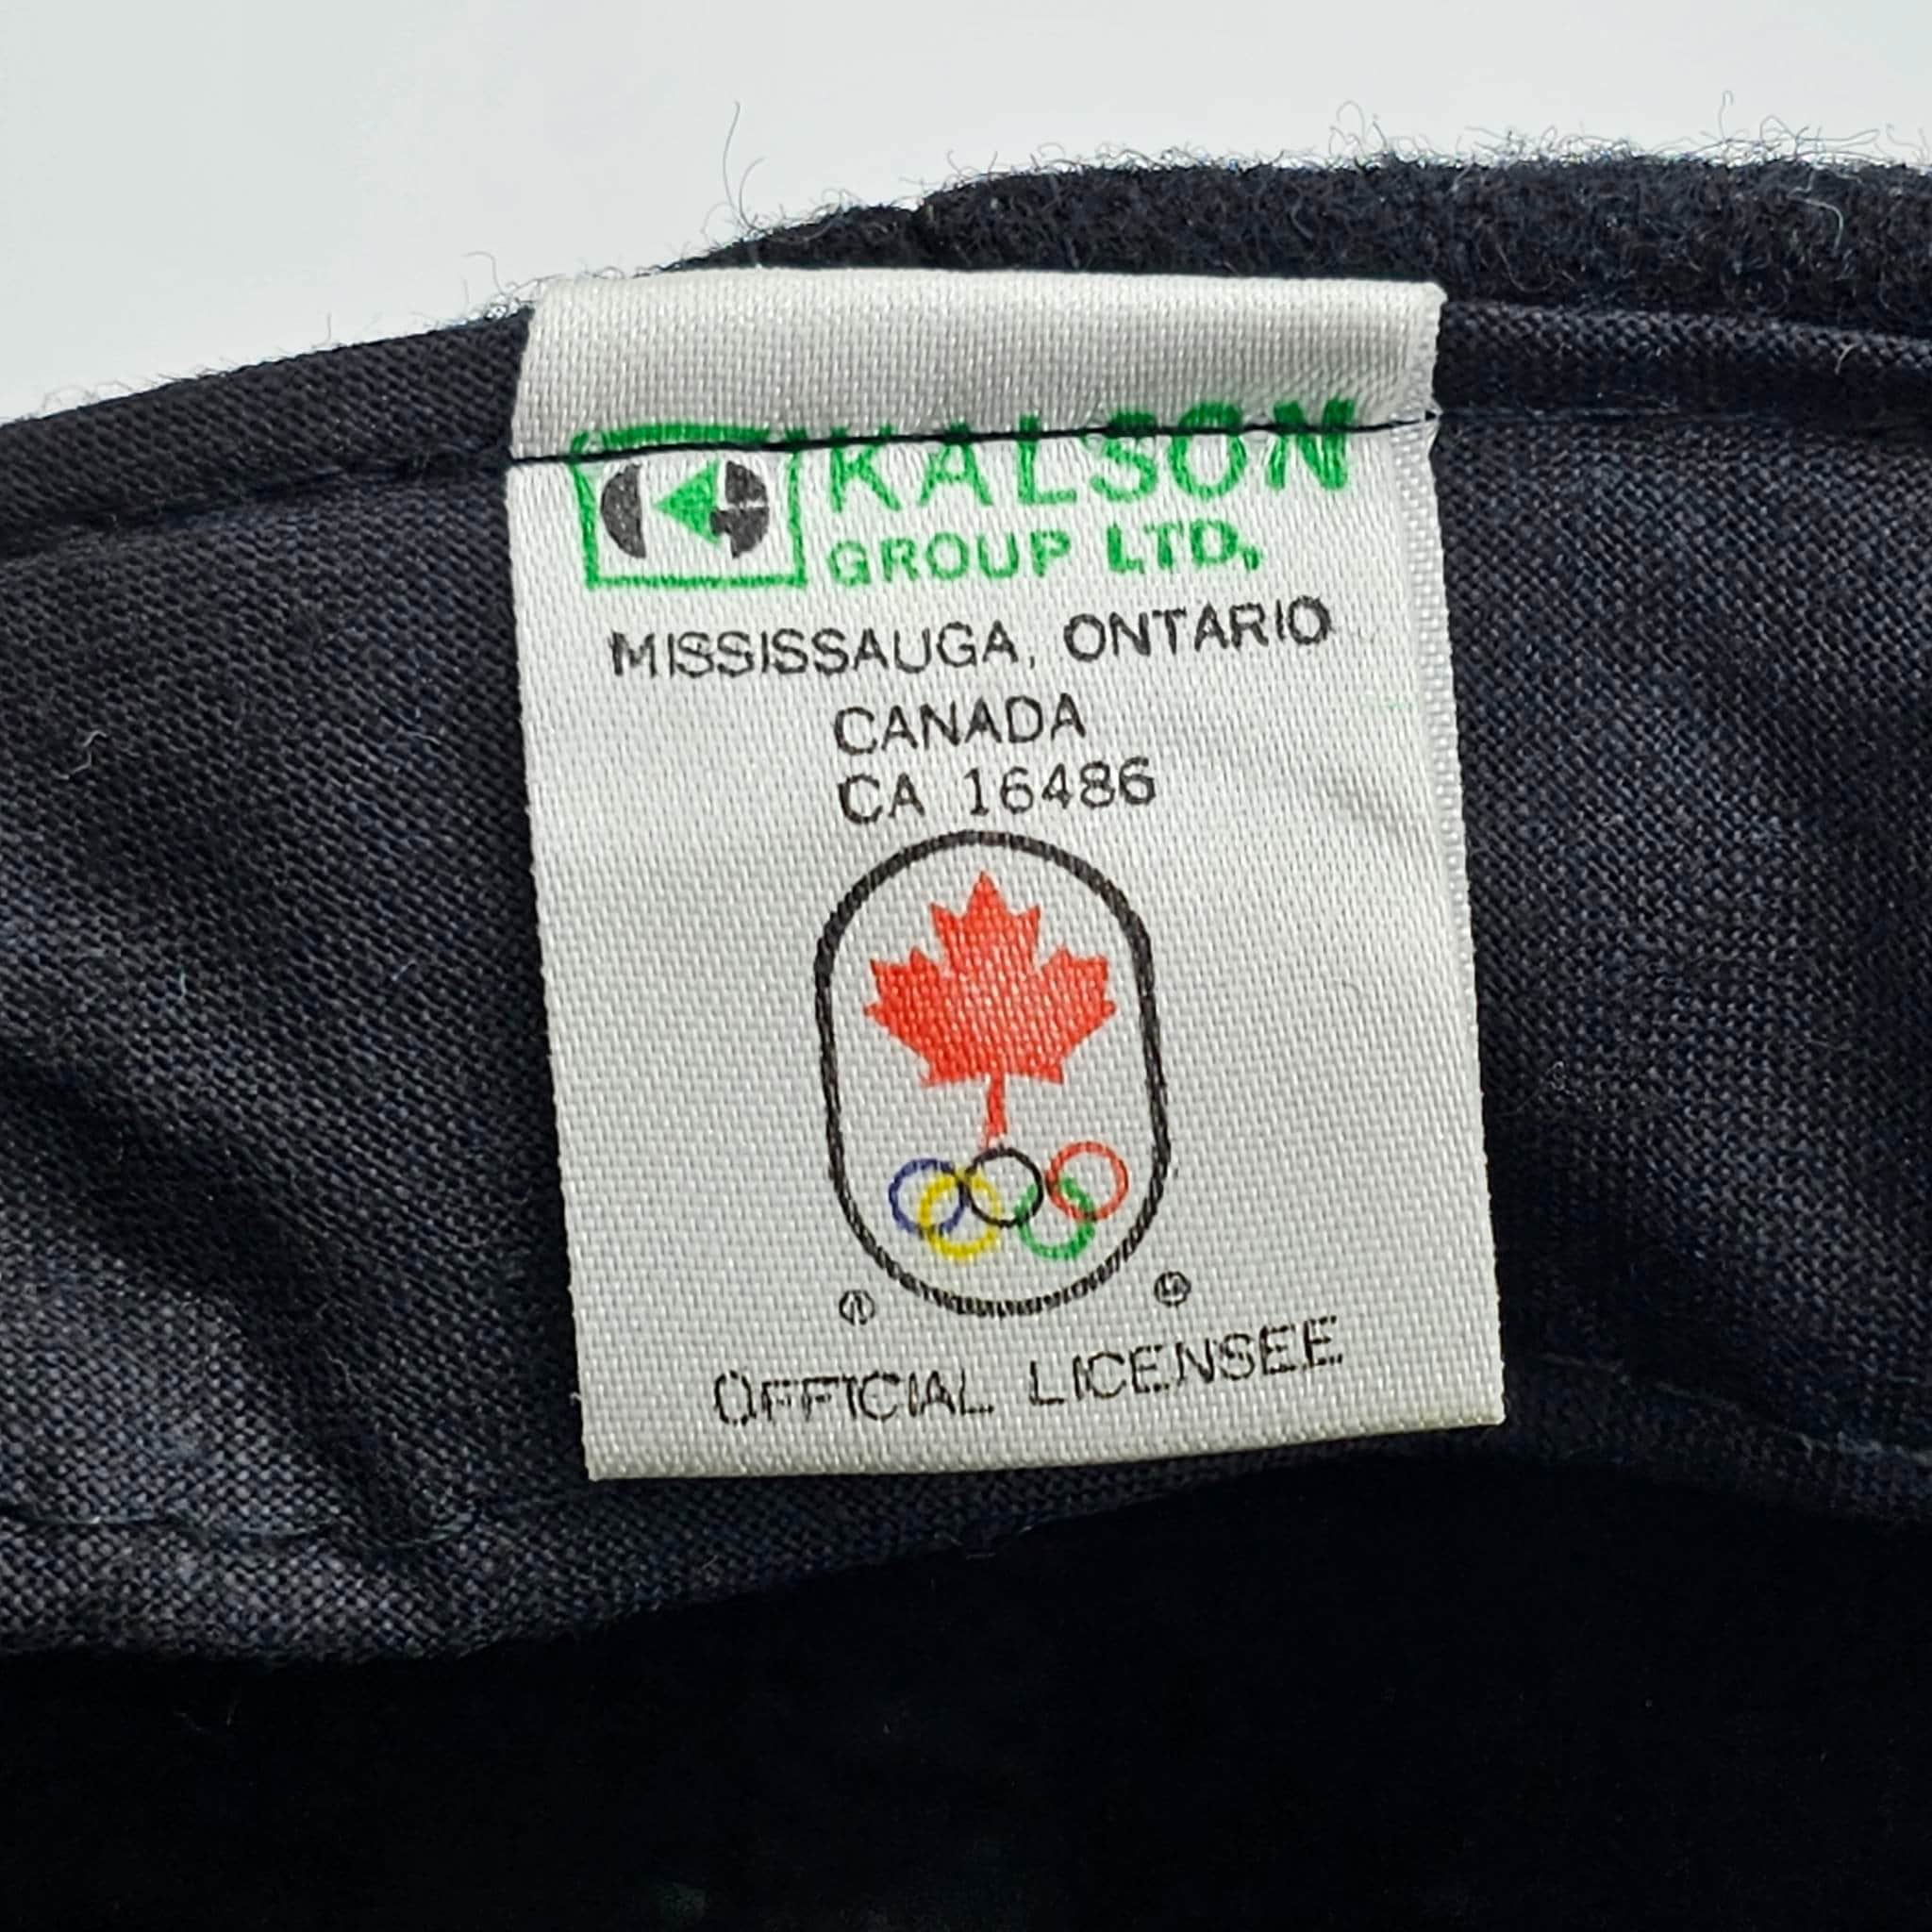 KALSON
GROUP LTD.
MISSISSAUGA, ONTARIO
CANADA
CA 16486
OFFICIAL LICENSEE